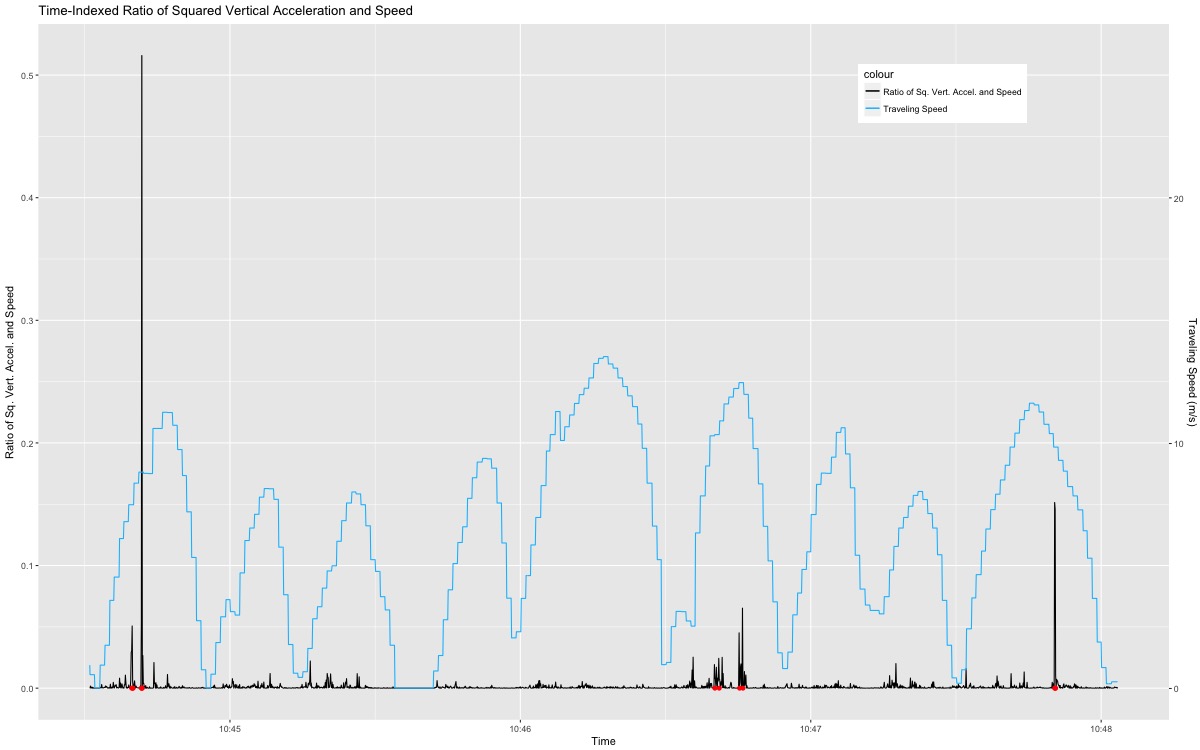 Time-Indexed Ratio of Squared Vertical Acceleration and Speed
colour
Ratio of Sq. Vert. Accel. and Speed
Traveling Speed
Ratio of Sq. Vert. Accel. and Speed
0.5
0.4
0.3
0.2
0.1
0.0
20
10
0
Traveling Speed (m/s)
10:45
10:46
10:47
10:48
Time